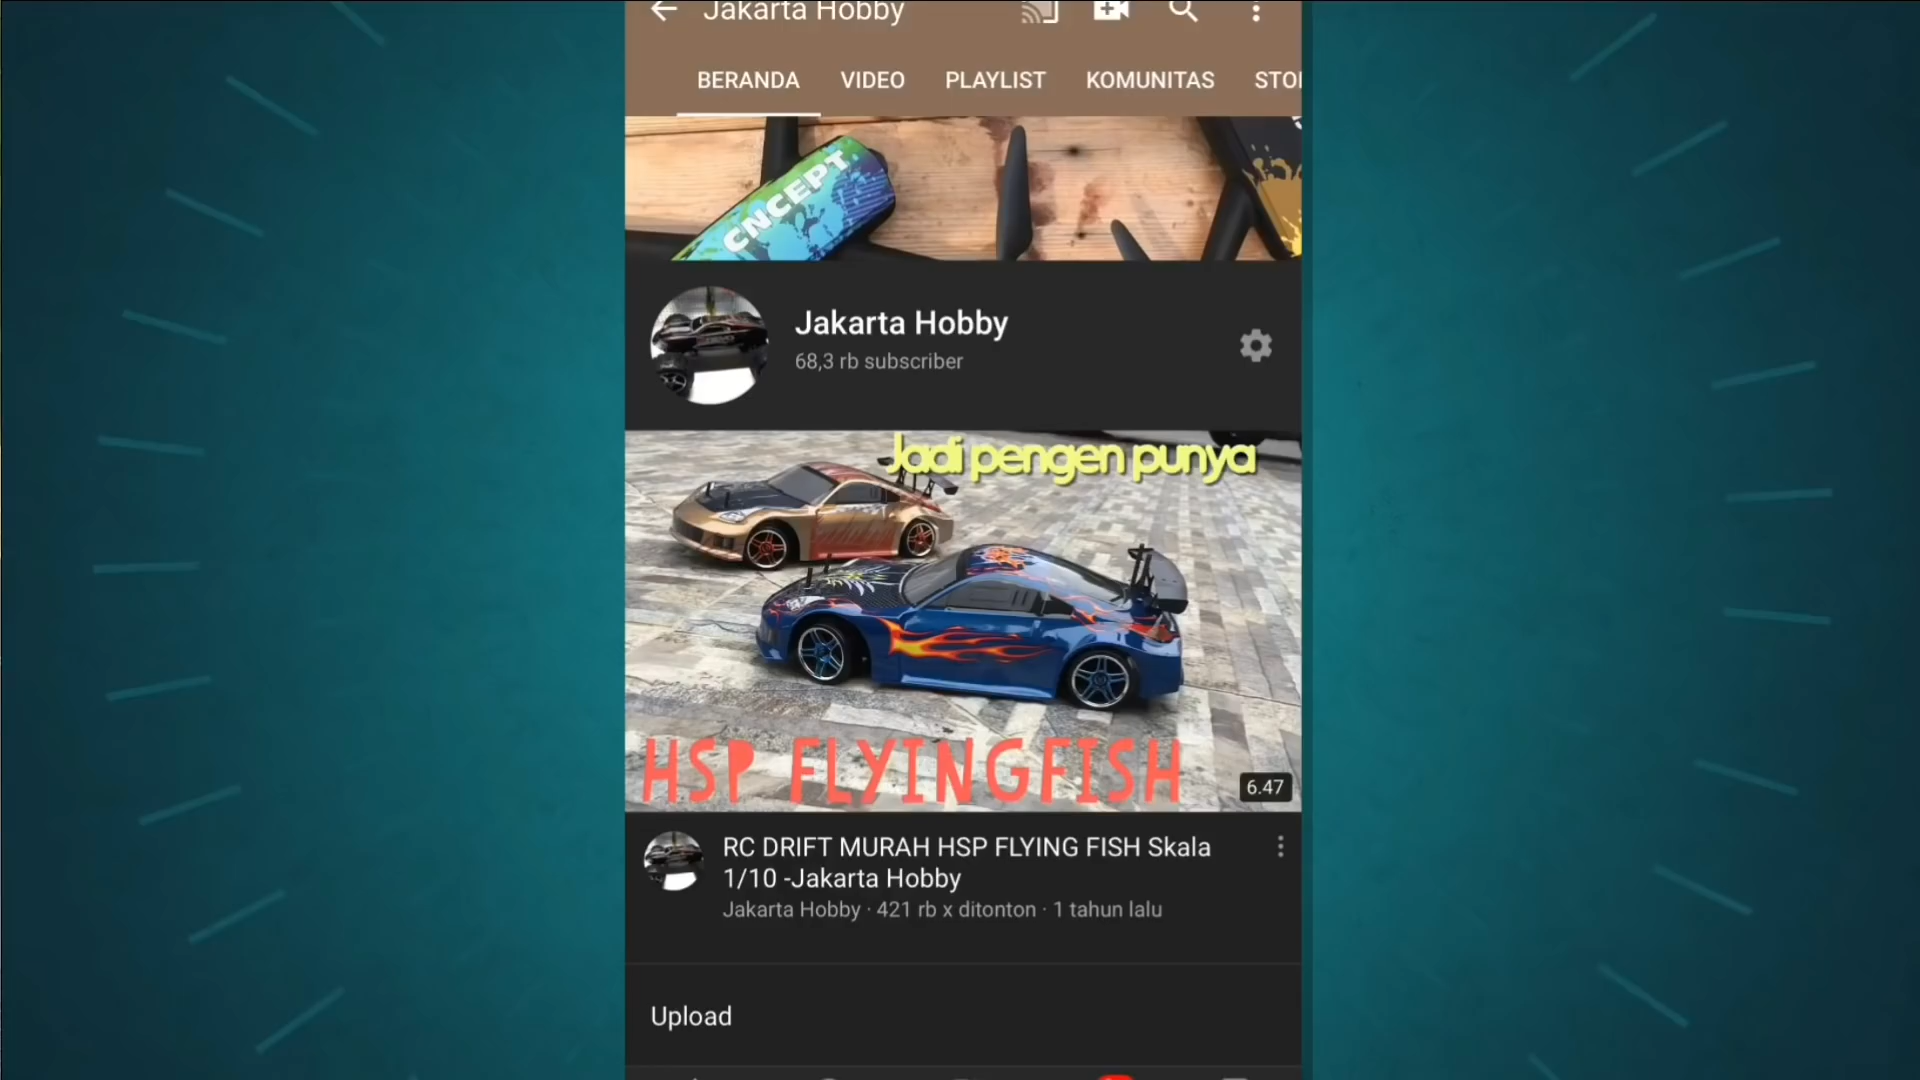 Jakarta Hobby
BERANDA
VIDEO
PLAYLIST
KOMUNITAS
CNCEPT
Jakarta Hobby
68,3 rb subscriber
Jadi pengen punya
HSP FLYINGFISH
6.47
RC DRIFT MURAH HSP FLYING FISH Skala
1/10 -Jakarta Hobby
Jakarta Hobby · 421 rb x ditonton · 1 tahun lalu
Upload